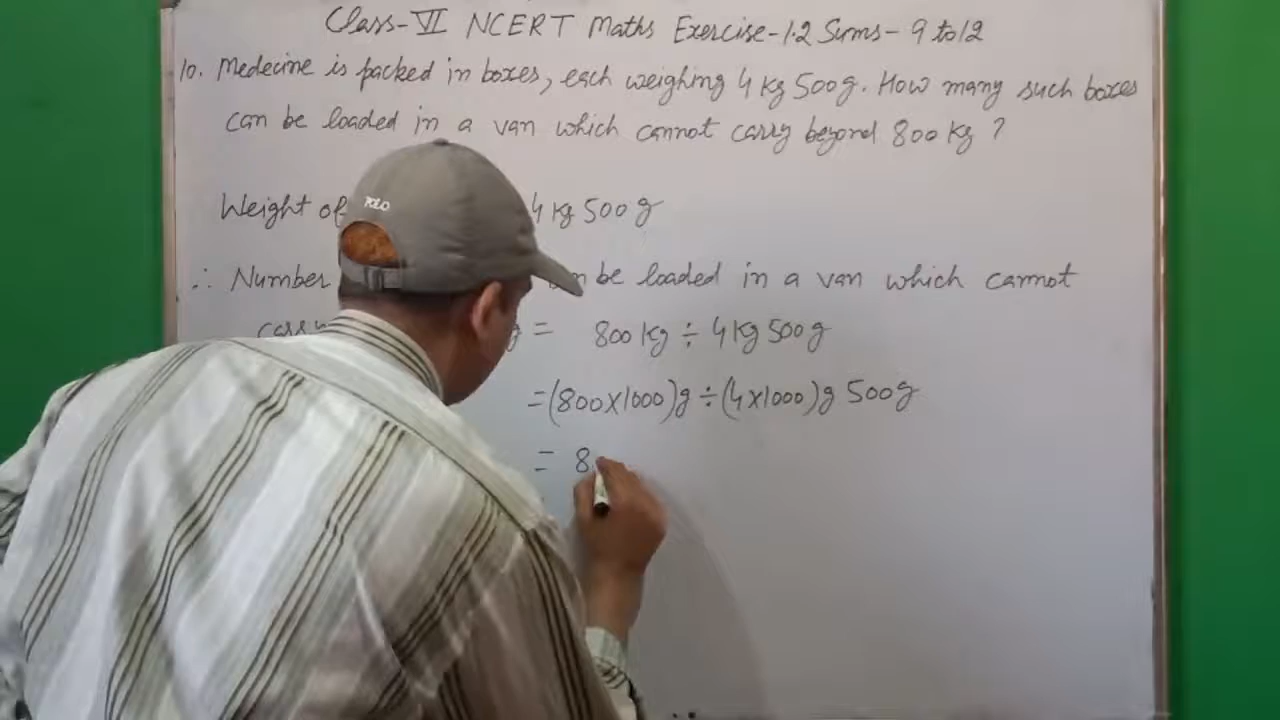 Class-VI NCERT Maths Exercise-1.2 Sums-9 to 12
10. Medecine is packed in boxes, each weighing 4 Kg 500g. How many such boxes
can be loaded in a van which cannot carry beyond 800 Kg ?
Weight of 4 Kg 500 g
POLO
∴ Number be loaded in a van which cannot
= 800 Kg ÷ 4 Kg 500 g
= (800×1000)g ÷ (4×1000)g 500g
= 8